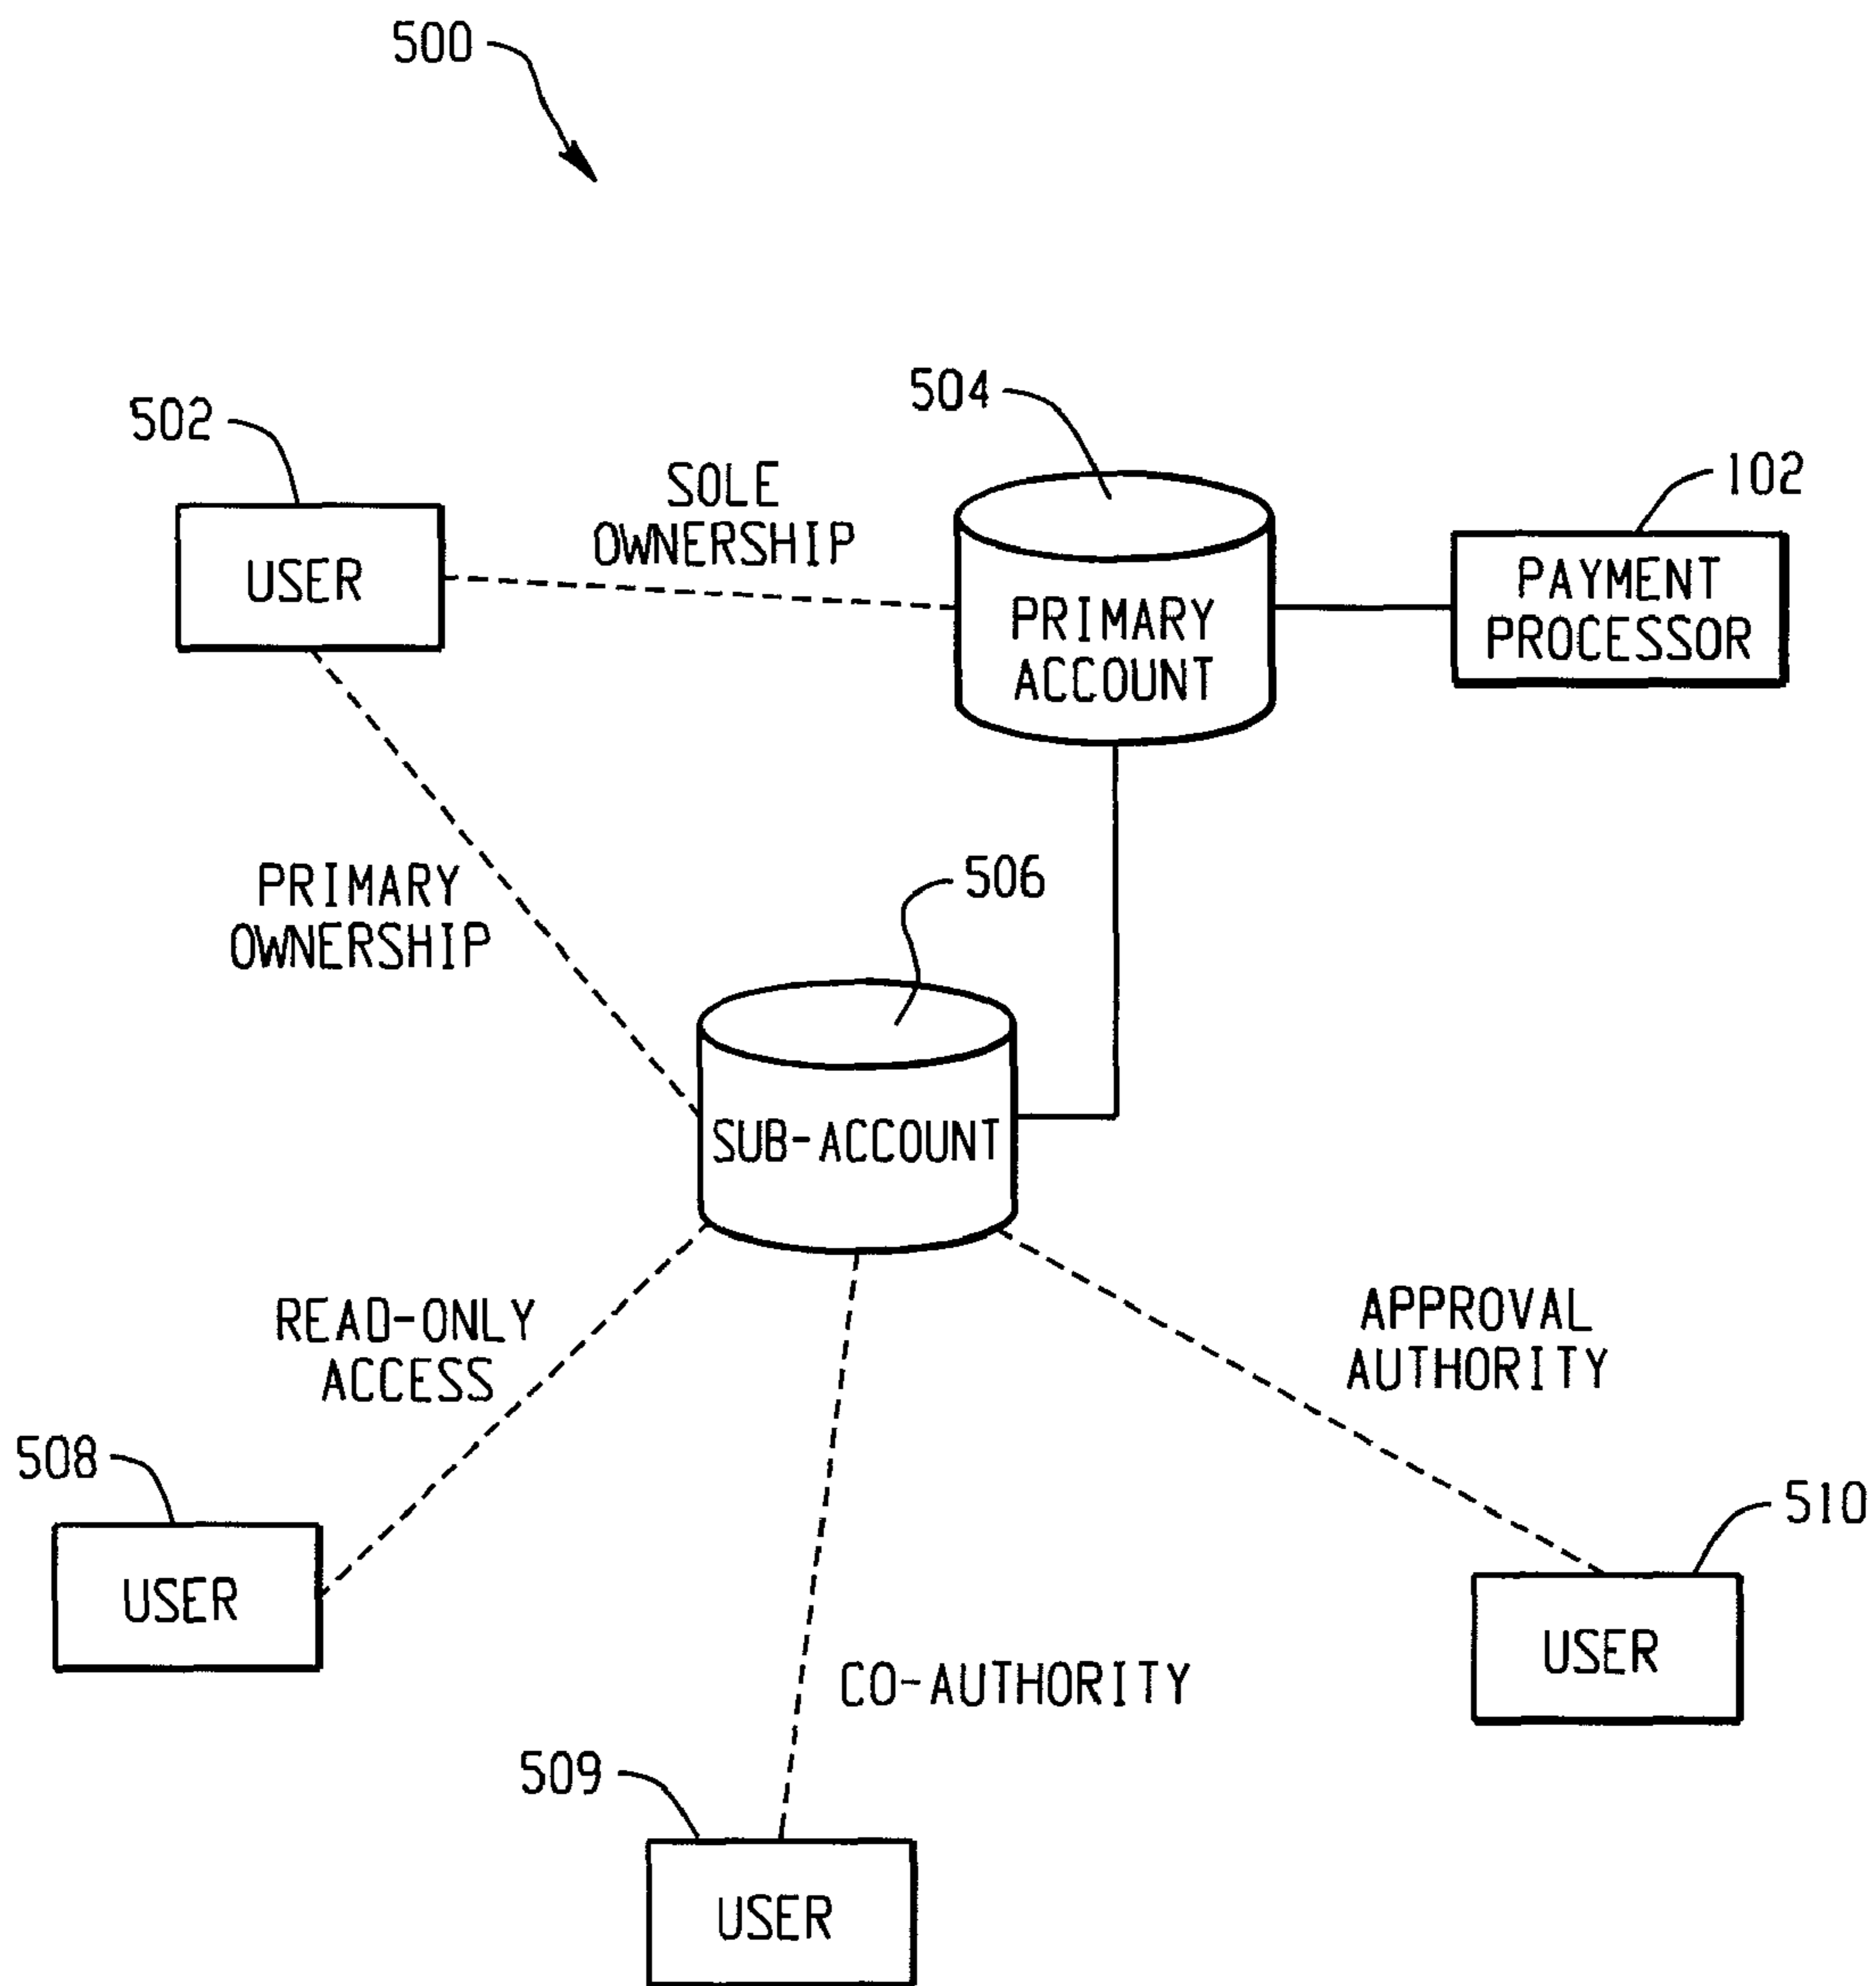 500
504
502
102
SOLE
OWNERSHIP
USER
PAYMENT
PROCESSOR
PRIMARY
ACCOUNT
506
PRIMARY
OWNERSHIP
SUB-ACCOUNT
READ-ONLY
ACCESS
APPROVAL
AUTHORITY
508
510
USER
USER
CO-AUTHORITY
509
USER